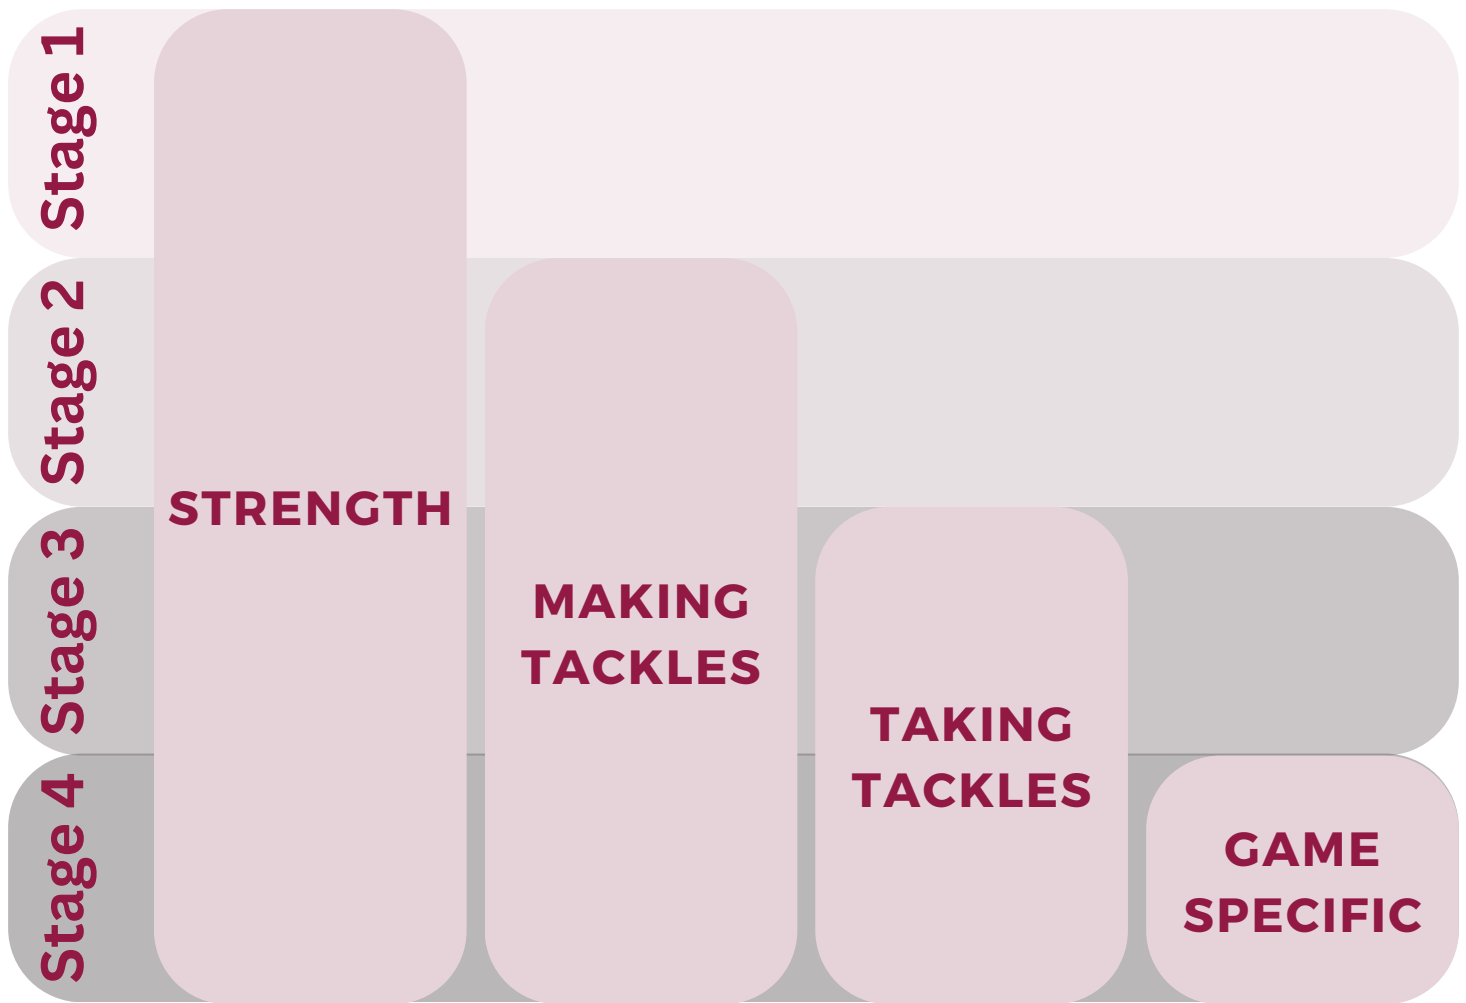 Stage 1
Stage 2
Stage 3
Stage 4
STRENGTH
MAKING
TACKLES
TAKING
TACKLES
GAME
SPECIFIC